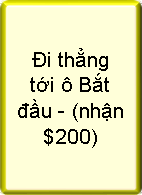 Đi thẳng
tới ô Bắt
đầu - (nhận
$200)